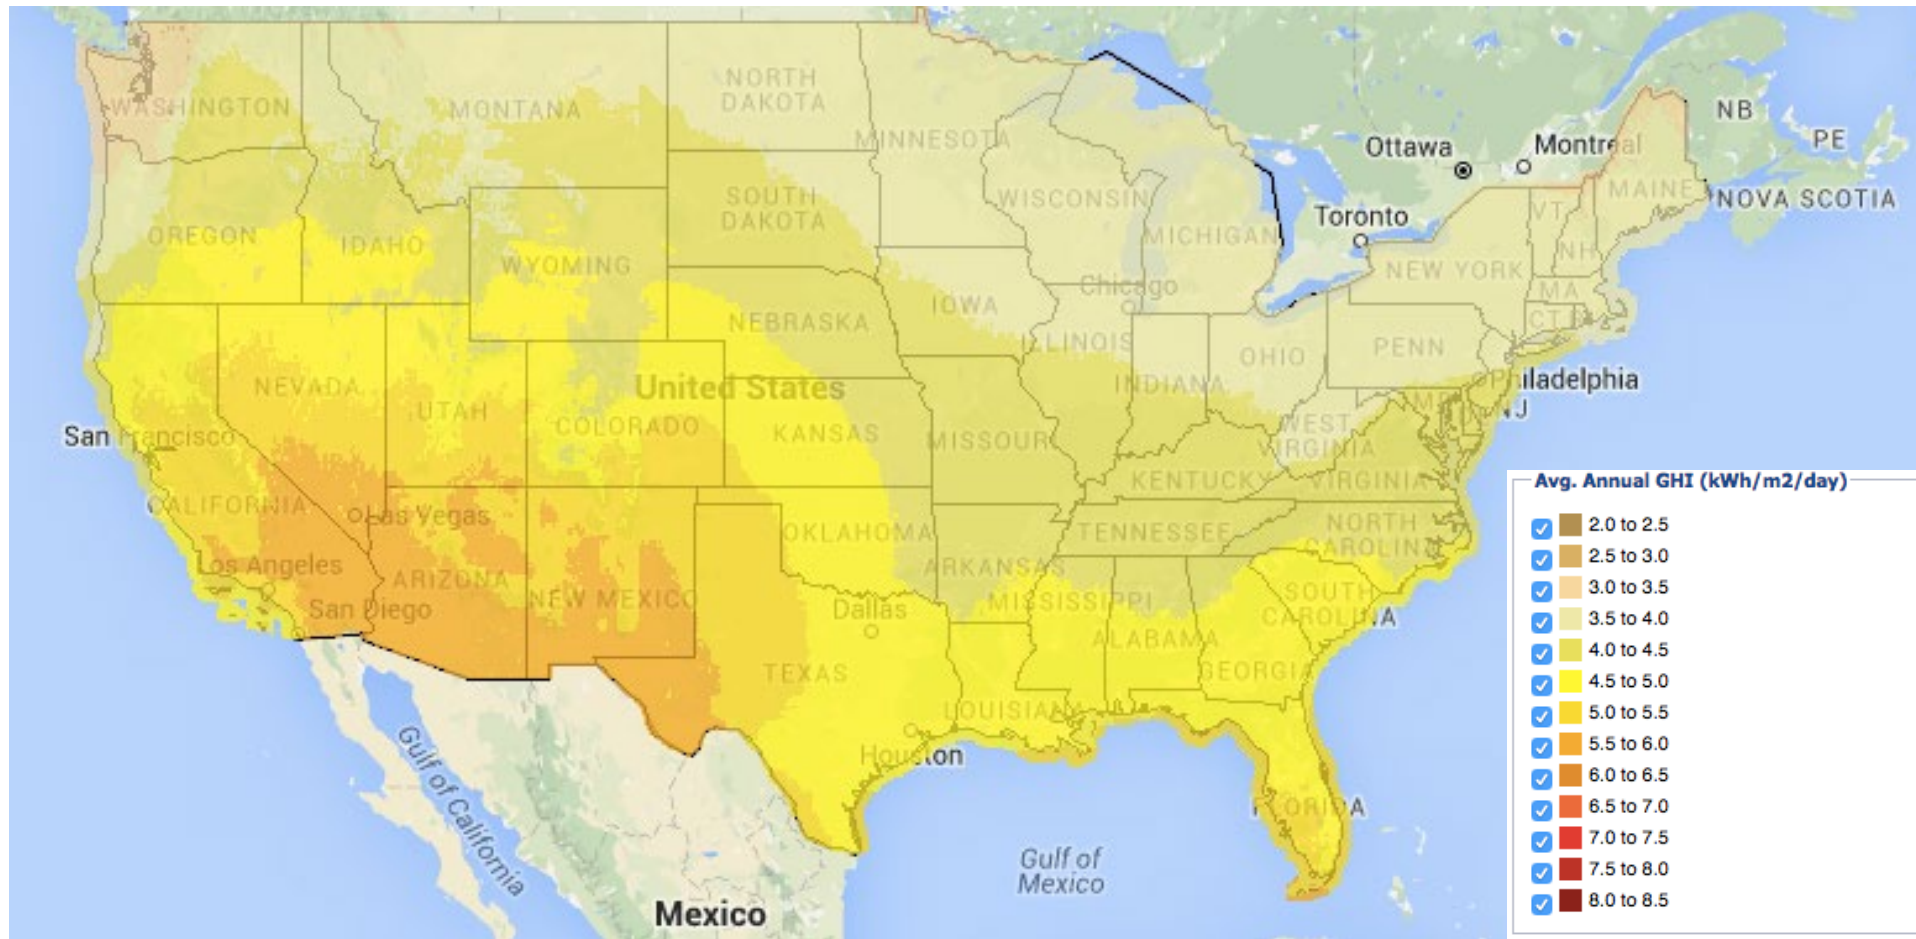 WASHINGTON
MONTANA
NORTH
DAKOTA
MINNESOTA
Ottawa
Montreal
NB
PE
NOVA SCOTIA
MAINE
VT
NH
Toronto
NEW YORK
MA
CT
OREGON
IDAHO
WYOMING
SOUTH
DAKOTA
WISCONSIN
MICHIGAN
Chicago
IOWA
NEBRASKA
ILLINOIS
INDIANA
OHIO
PENN
Philadelphia
MD
NJ
NEVADA
UTAH
COLORADO
United States
KANSAS
MISSOURI
WEST
VIRGINIA
KENTUCKY
VIRGINIA
San Francisco
CALIFORNIA
Las Vegas
Los Angeles
San Diego
ARIZONA
NEW MEXICO
OKLAHOMA
ARKANSAS
TENNESSEE
NORTH
CAROLINA
SOUTH
CAROLINA
MISSISSIPPI
ALABAMA
GEORGIA
Dallas
TEXAS
LOUISIANA
Houston
FLORIDA
Gulf of California
Gulf of
Mexico
Mexico
Avg. Annual GHI (kWh/m2/day)
2.0 to 2.5
2.5 to 3.0
3.0 to 3.5
3.5 to 4.0
4.0 to 4.5
4.5 to 5.0
5.0 to 5.5
5.5 to 6.0
6.0 to 6.5
6.5 to 7.0
7.0 to 7.5
7.5 to 8.0
8.0 to 8.5